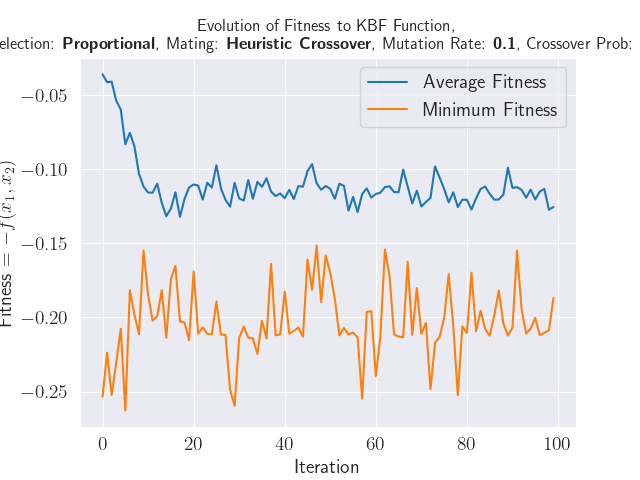 Evolution of Fitness to KBF Function,
election: Proportional, Mating: Heuristic Crossover, Mutation Rate: 0.1, Crossover Prob:
Average Fitness
Minimum Fitness
−0.05
−0.10
−0.15
−0.20
−0.25
Fitness = −f(x₁, x₂)
0 20 40 60 80 100
Iteration